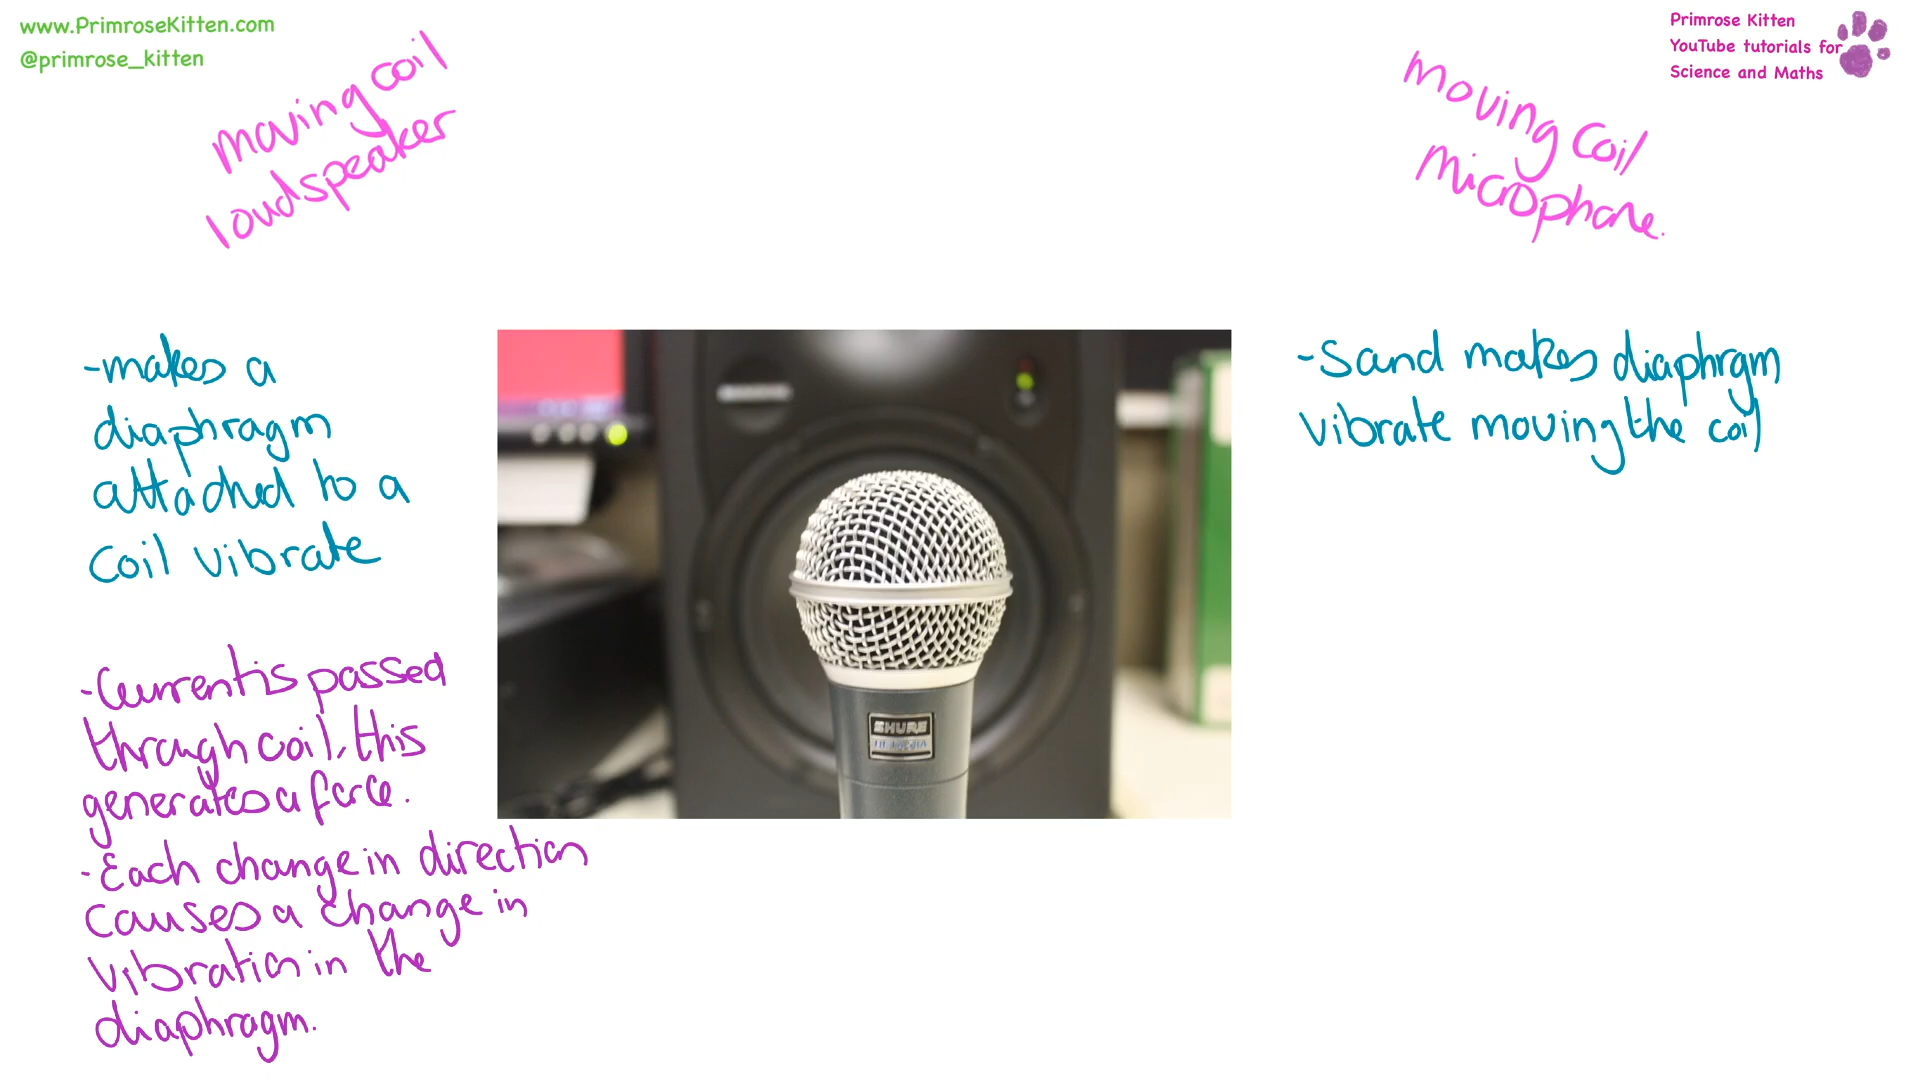 www.PrimroseKitten.com
@primrose_kitten
Primrose Kitten
YouTube tutorials for
Science and Maths
moving coil
loudspeaker
moving coil
Microphone.
-makes a
diaphragm
attached to a
coil vibrate
-Current is passed
through coil, this
generates a force.
-Each change in direction
causes a change in
vibration in the
diaphragm.
SHURE
-Sand makes diaphrgm
vibrate moving the coil